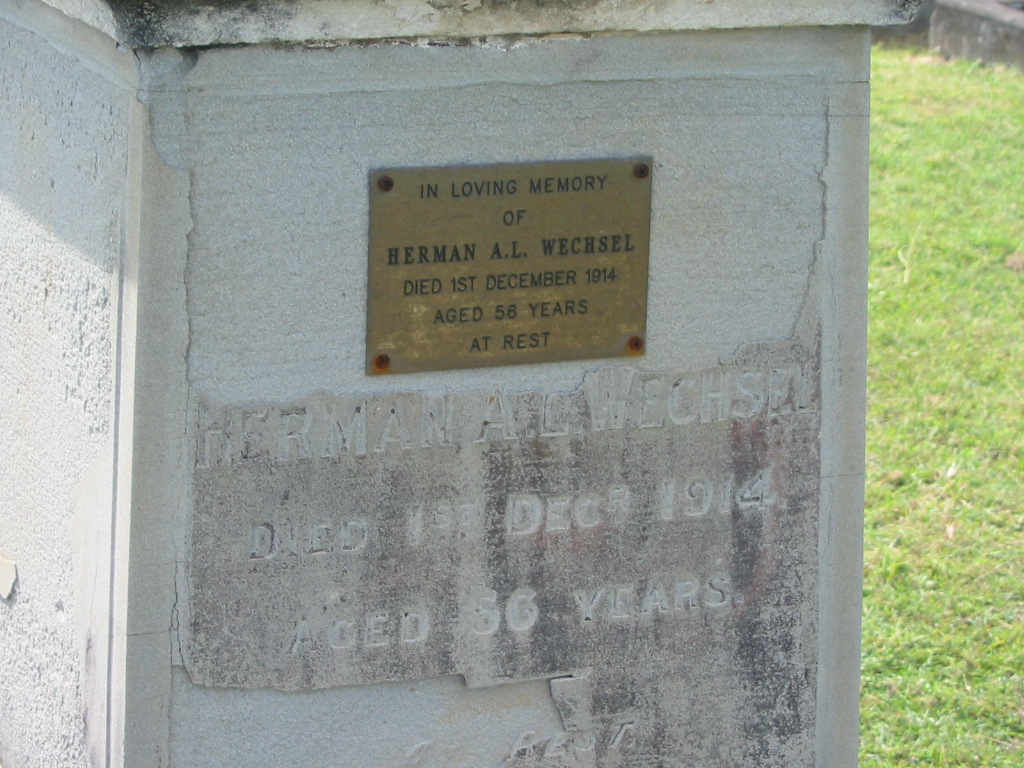 IN LOVING MEMORY
OF
HERMAN A.L. WECHSEL
DIED 1ST DECEMBER 1914
AGED 56 YEARS
AT REST
HERMAN A.L. WECHSEL
DIED 1ST DECR 1914.
AGED 56 YEARS.
REST.